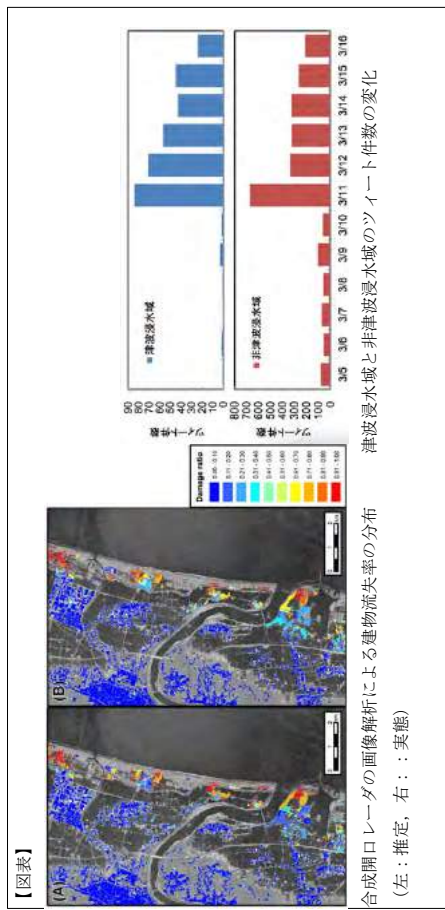 【図表】
(A)
(B)
Damage ratio
0.05 - 0.10
0.11 - 0.20
0.21 - 0.30
0.31 - 0.40
0.41 - 0.50
0.51 - 0.60
0.61 - 0.70
0.71 - 0.80
0.81 - 0.90
0.91 - 1.00
合成開口レーダの画像解析による建物流失率の分布
(左：推定，右：：実態)
ツィート件数
90
80
70
60
50
40
30
20
10
0
■津波浸水域
ツィート件数
800
700
600
500
400
300
200
100
0
■非津波浸水域
3/5
3/6
3/7
3/8
3/9
3/10
3/11
3/12
3/13
3/14
3/15
3/16
津波浸水域と非津波浸水域のツィート件数の変化